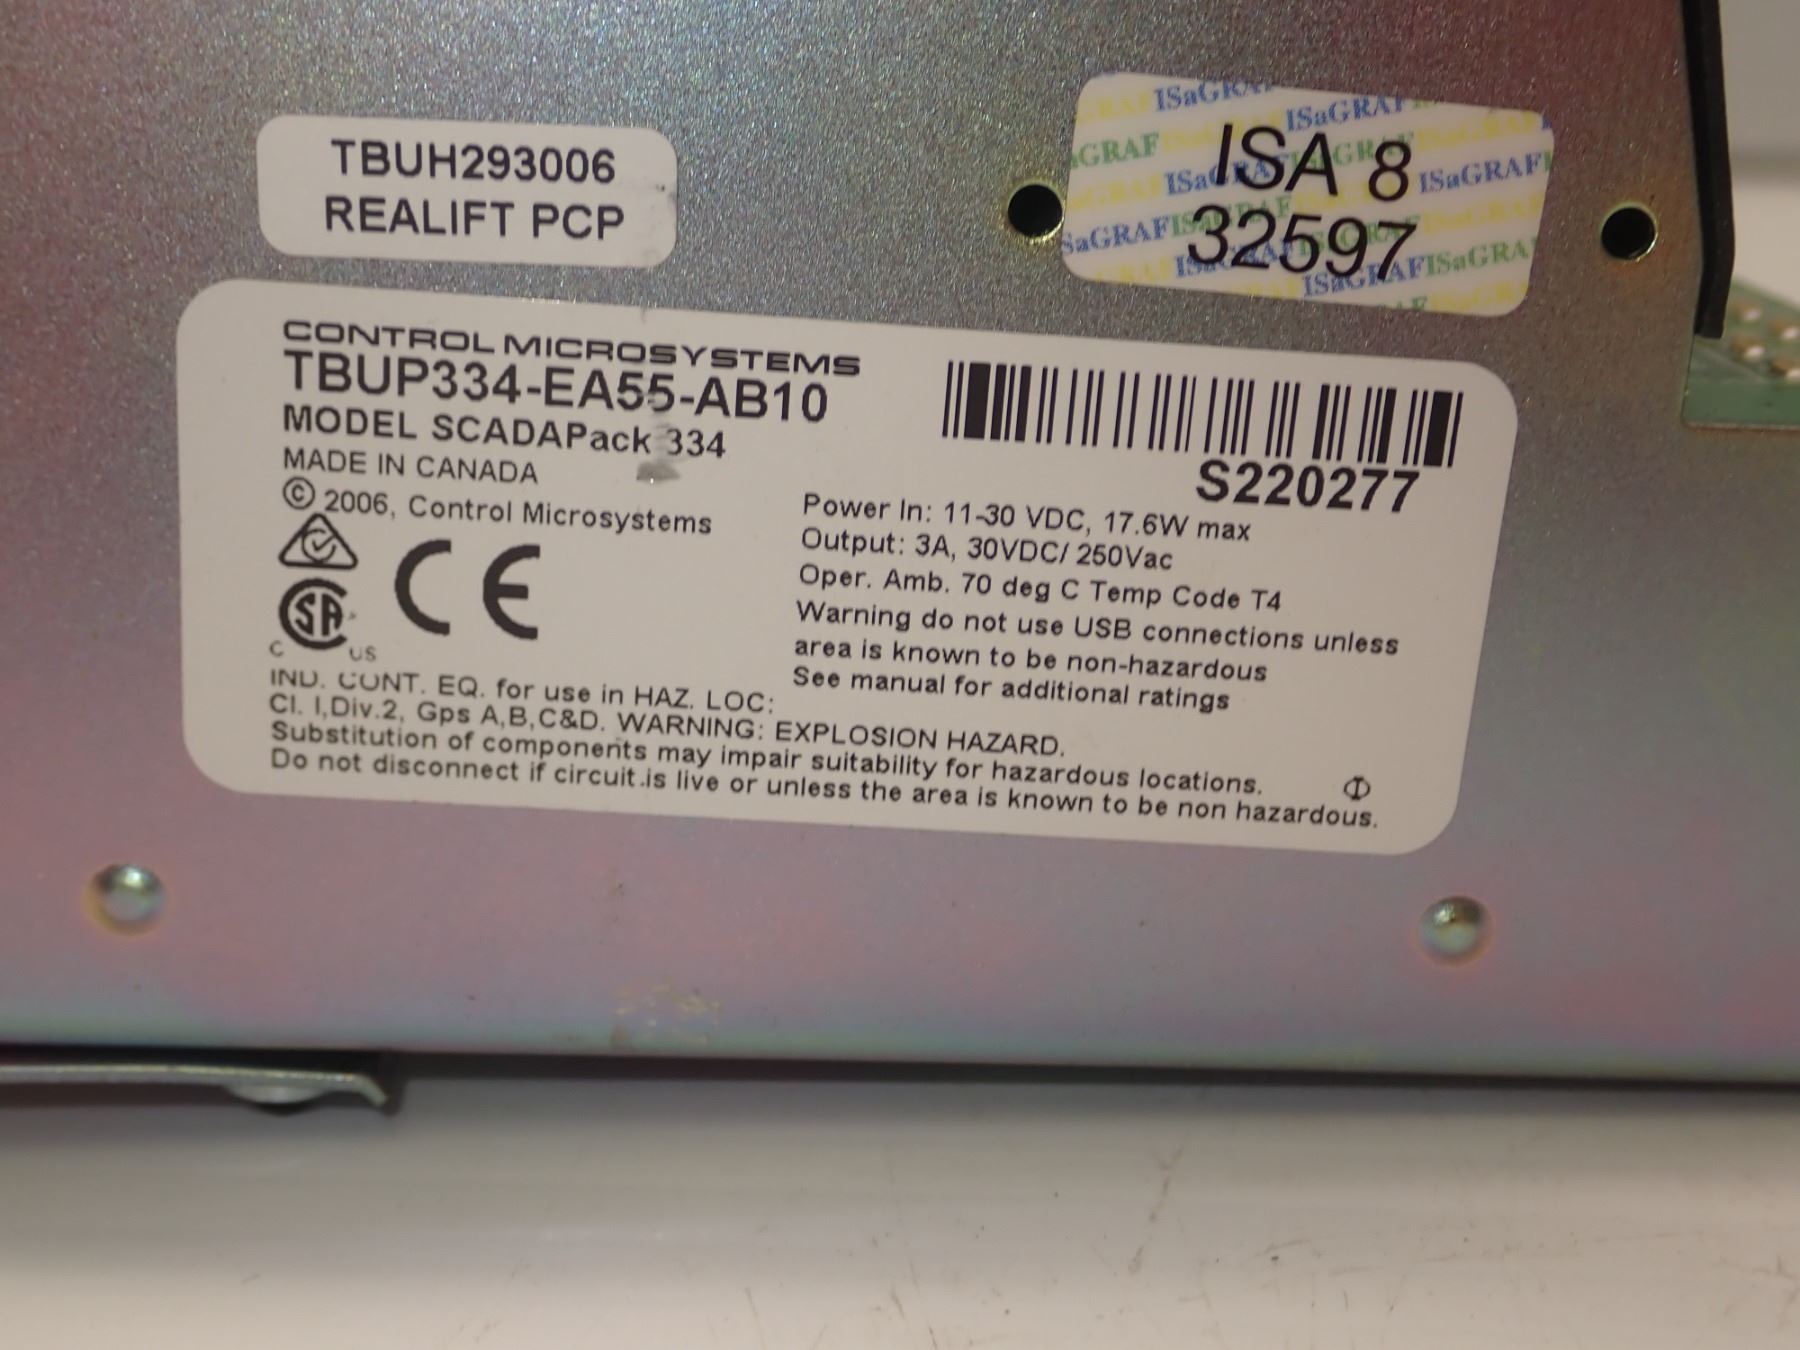 TBUH293006
REALIFT PCP
ISA 8
32597
CONTROL MICROSYSTEMS
TBUP334-EA55-AB10
MODEL SCADAPack 334
MADE IN CANADA
© 2006, Control Microsystems
S220277
Power In: 11-30 VDC, 17.6W max
Output: 3A, 30VDC/ 250Vac
Oper. Amb. 70 deg C Temp Code T4
Warning do not use USB connections unless
area is known to be non-hazardous
See manual for additional ratings
CE
C SA US
IND. CONT. EQ. for use in HAZ. LOC:
Cl. I,Div.2, Gps A,B,C&D. WARNING: EXPLOSION HAZARD.
Substitution of components may impair suitability for hazardous locations.
Do not disconnect if circuit is live or unless the area is known to be non hazardous.